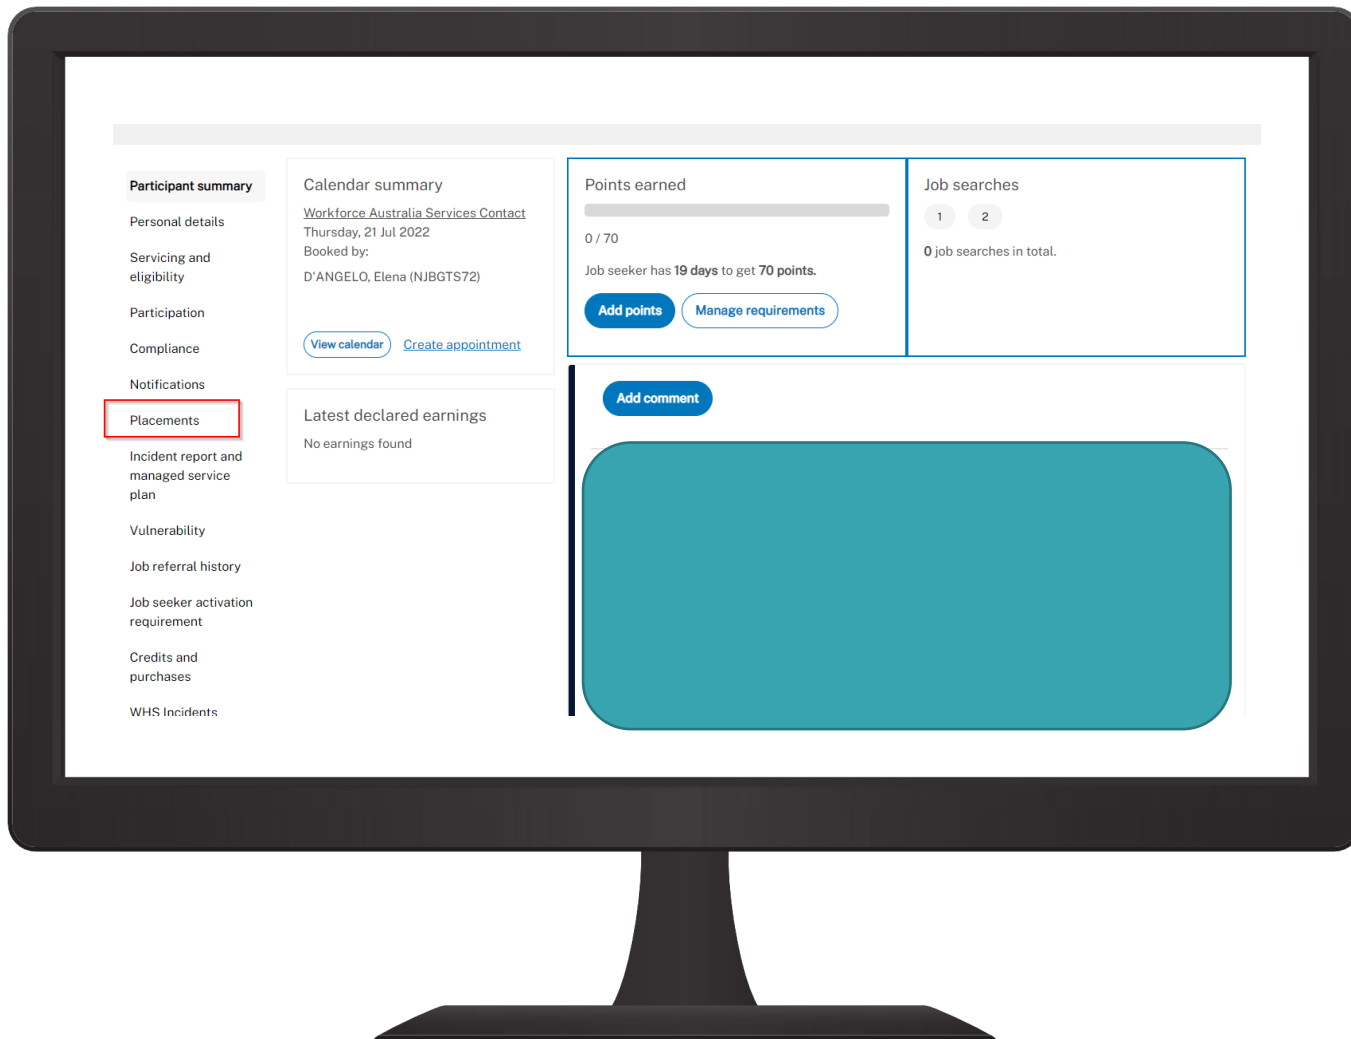 Participant summary
Personal details
Servicing and
eligibility
Participation
Compliance
Notifications
Placements
Incident report and
managed service
plan
Vulnerability
Job referral history
Job seeker activation
requirement
Credits and
purchases
WHS Incidents
Calendar summary
Workforce Australia Services Contact
Thursday, 21 Jul 2022
Booked by:
D'ANGELO, Elena (NJBGTS72)
View calendar Create appointment
Latest declared earnings
No earnings found
Points earned
0 / 70
Job seeker has 19 days to get 70 points.
Add points Manage requirements
Job searches
1 2
0 job searches in total.
Add comment